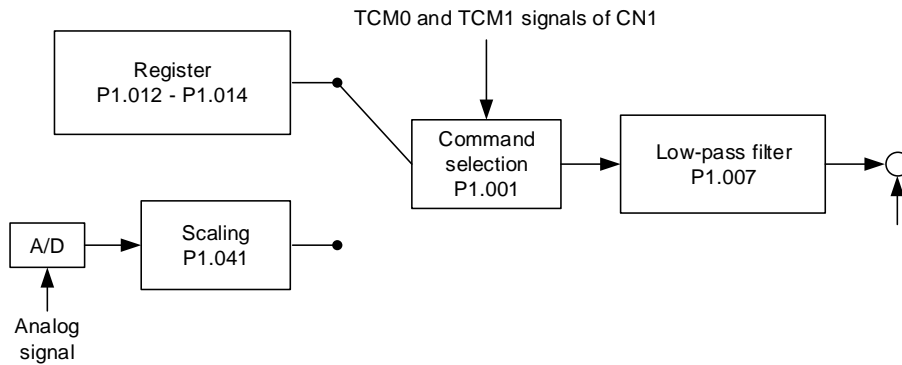 TCM0 and TCM1 signals of CN1
Register
P1.012 - P1.014
Command
selection
P1.001
Low-pass filter
P1.007
A/D
Scaling
P1.041
Analog
signal